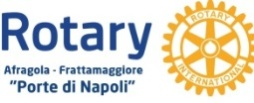 Rotary
Afragola - Frattamaggiore
"Porte di Napoli"
ROTARY
INTERNATIONAL